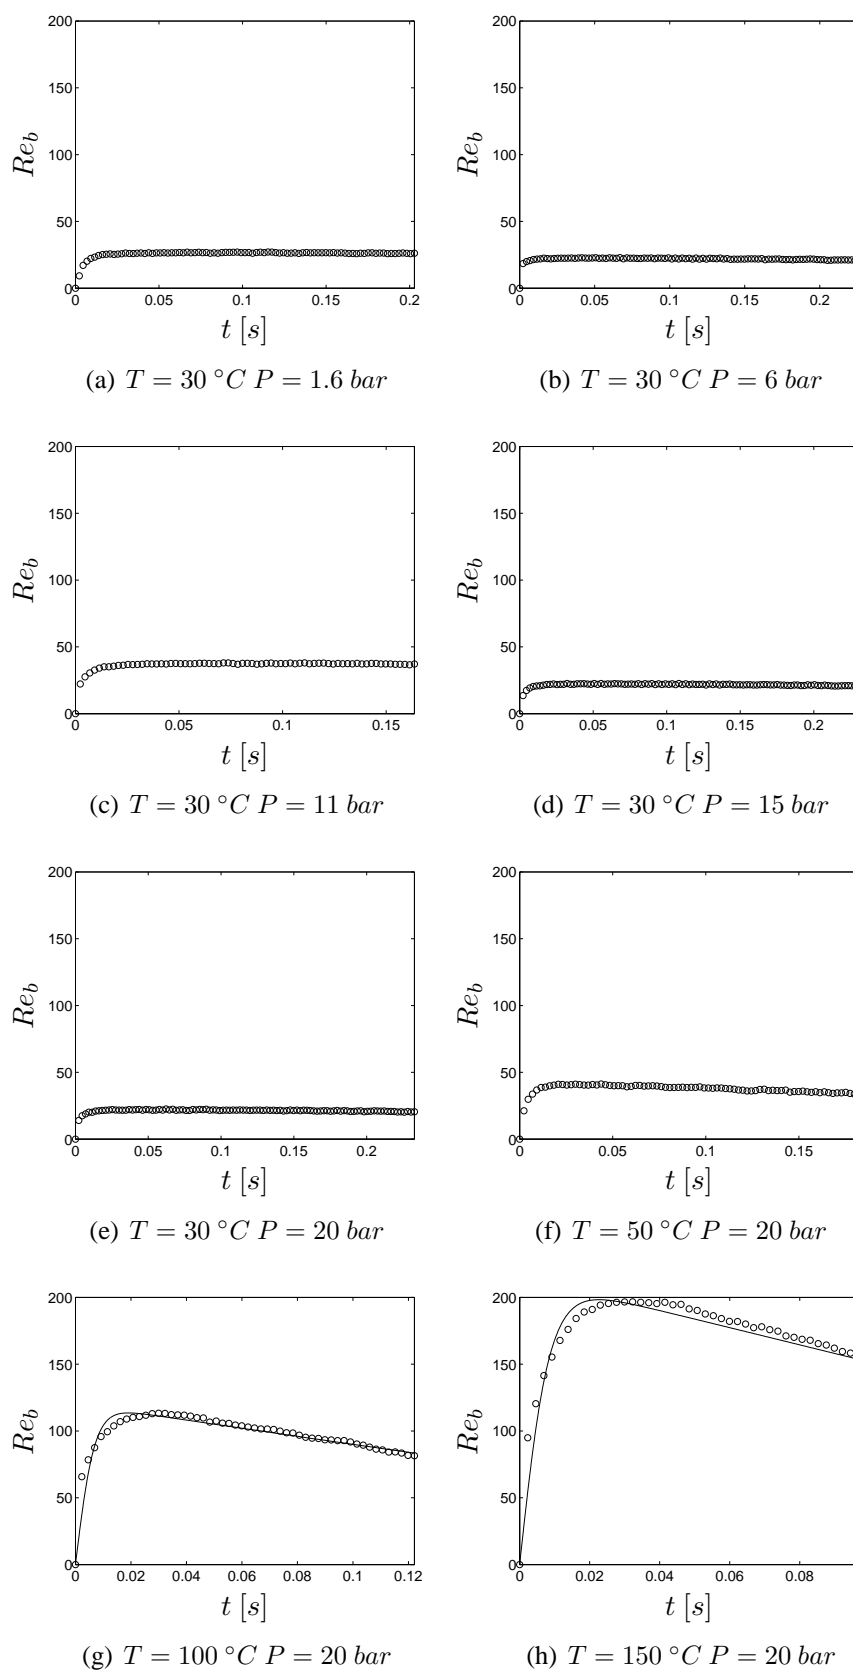 200
150
100
50
0
Re_b
0 0.05 0.1 0.15 0.2
t [s]
(a) T = 30 °C P = 1.6 bar
200
150
100
50
0
Re_b
0 0.05 0.1 0.15 0.2
t [s]
(b) T = 30 °C P = 6 bar
200
150
100
50
0
Re_b
0 0.05 0.1 0.15
t [s]
(c) T = 30 °C P = 11 bar
200
150
100
50
0
Re_b
0 0.05 0.1 0.15 0.2
t [s]
(d) T = 30 °C P = 15 bar
200
150
100
50
0
Re_b
0 0.05 0.1 0.15 0.2
t [s]
(e) T = 30 °C P = 20 bar
200
150
100
50
0
Re_b
0 0.05 0.1 0.15
t [s]
(f) T = 50 °C P = 20 bar
200
150
100
50
0
Re_b
0 0.02 0.04 0.06 0.08 0.1 0.12
t [s]
(g) T = 100 °C P = 20 bar
200
150
100
50
0
Re_b
0 0.02 0.04 0.06 0.08
t [s]
(h) T = 150 °C P = 20 bar